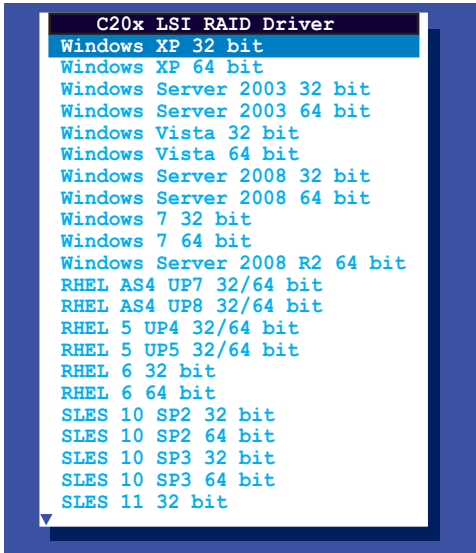 C20x LSI RAID Driver
Windows XP 32 bit
Windows XP 64 bit
Windows Server 2003 32 bit
Windows Server 2003 64 bit
Windows Vista 32 bit
Windows Vista 64 bit
Windows Server 2008 32 bit
Windows Server 2008 64 bit
Windows 7 32 bit
Windows 7 64 bit
Windows Server 2008 R2 64 bit
RHEL AS4 UP7 32/64 bit
RHEL AS4 UP8 32/64 bit
RHEL 5 UP4 32/64 bit
RHEL 5 UP5 32/64 bit
RHEL 6 32 bit
RHEL 6 64 bit
SLES 10 SP2 32 bit
SLES 10 SP2 64 bit
SLES 10 SP3 32 bit
SLES 10 SP3 64 bit
SLES 11 32 bit